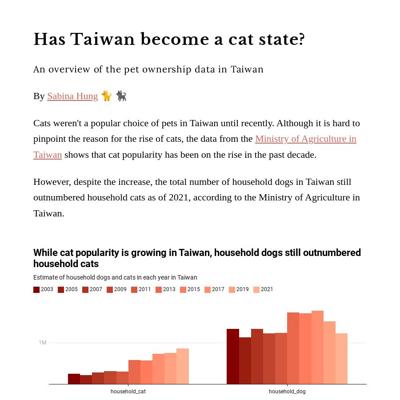 Has Taiwan become a cat state?
An overview of the pet ownership data in Taiwan
By Sabina Hung
Cats weren't a popular choice of pets in Taiwan until recently. Although it is hard to
pinpoint the reason for the rise of cats, the data from the Ministry of Agriculture in
Taiwan shows that cat popularity has been on the rise in the past decade.
However, despite the increase, the total number of household dogs in Taiwan still
outnumbered household cats as of 2021, according to the Ministry of Agriculture in
Taiwan.
While cat popularity is growing in Taiwan, household dogs still outnumbered
household cats
Estimate of household dogs and cats in each year in Taiwan
2003 2005 2007 2009 2011 2013 2015 2017 2019 2021
1M
household_cat household_dog